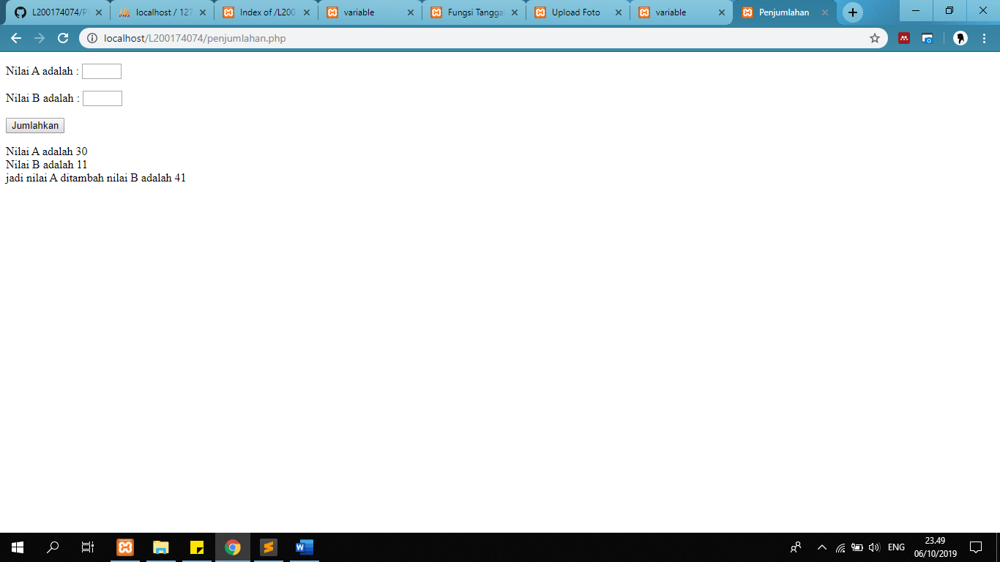 L200174074/P
localhost / 127
Index of /L200
variable
Fungsi Tangga
Upload Foto
variable
Penjumlahan
localhost/L200174074/penjumlahan.php
Nilai A adalah :
Nilai B adalah :
Jumlahkan
Nilai A adalah 30
Nilai B adalah 11
jadi nilai A ditambah nilai B adalah 41
ENG
23.49
06/10/2019